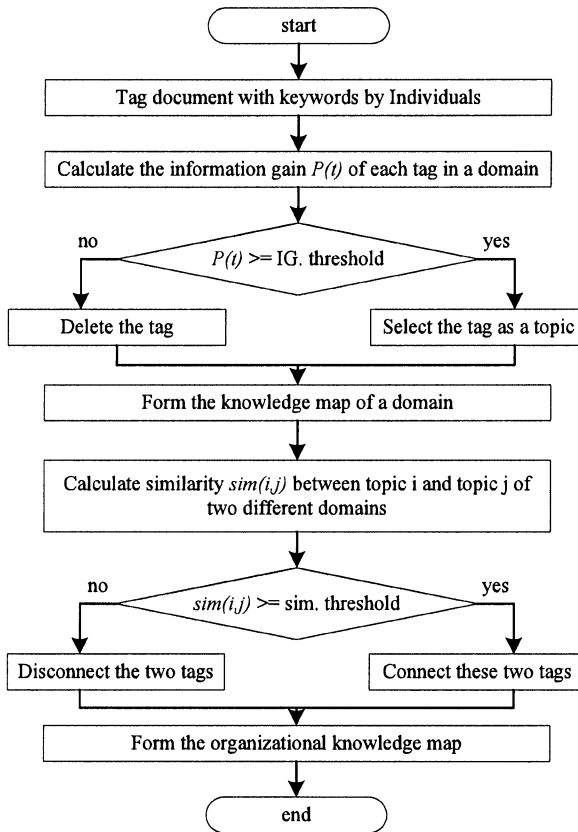 start
Tag document with keywords by Individuals
Calculate the information gain P(t) of each tag in a domain
no
yes
P(t) >= IG. threshold
Delete the tag
Select the tag as a topic
Form the knowledge map of a domain
Calculate similarity sim(i,j) between topic i and topic j of
two different domains
no
yes
sim(i,j) >= sim. threshold
Disconnect the two tags
Connect these two tags
Form the organizational knowledge map
end